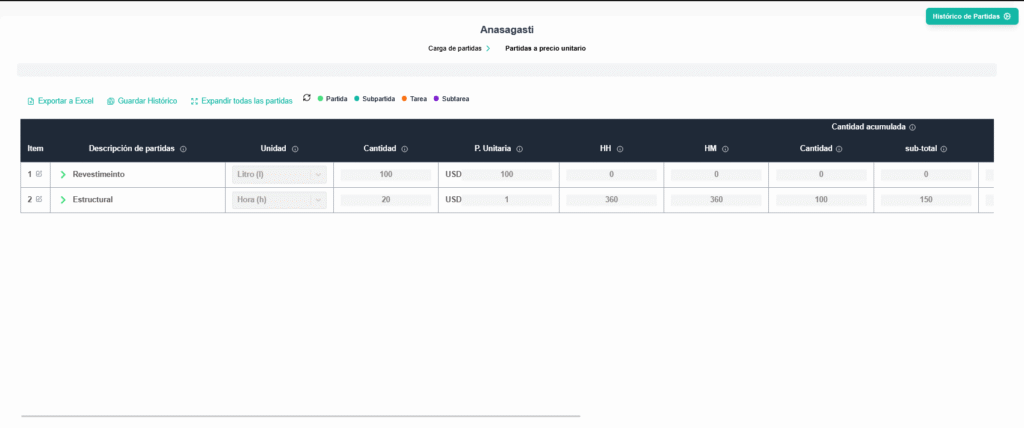 Histórico de Partidas
Anasagasti
Carga de partidas Partidas a precio unitario
Exportar a Excel Guardar Histórico Expandir todas las partidas Partida Subpartida Tarea Subtarea
Cantidad acumulada
Item Descripción de partidas Unidad Cantidad P. Unitaria HH HM Cantidad sub-total
1 Revestimeinto Litro (l) 100 USD 100 0 0 0 0
2 Estructural Hora (h) 20 USD 1 360 360 100 150